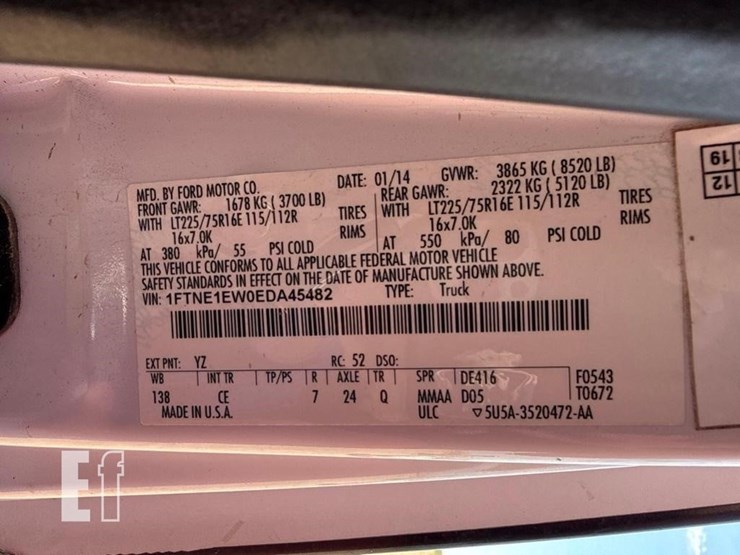 MFD. BY FORD MOTOR CO. DATE: 01/14 GVWR: 3865 KG ( 8520 LB)
FRONT GAWR: 1678 KG ( 3700 LB) REAR GAWR: 2322 KG ( 5120 LB)
WITH LT225/75R16E 115/112R TIRES WITH LT225/75R16E 115/112R TIRES
16x7.0K RIMS 16x7.0K RIMS
AT 380 kPa/ 55 PSI COLD AT 550 kPa/ 80 PSI COLD
THIS VEHICLE CONFORMS TO ALL APPLICABLE FEDERAL MOTOR VEHICLE
SAFETY STANDARDS IN EFFECT ON THE DATE OF MANUFACTURE SHOWN ABOVE.
VIN: 1FTNE1EW0EDA45482 TYPE: Truck
EXT PNT: YZ RC: 52 DSO:
WB INT TR TP/PS R AXLE TR SPR DE416 F0543
138 CE 7 24 Q MMAA D05 T0672
MADE IN U.S.A. ULC ▽5U5A-3520472-AA
19
12
Ef